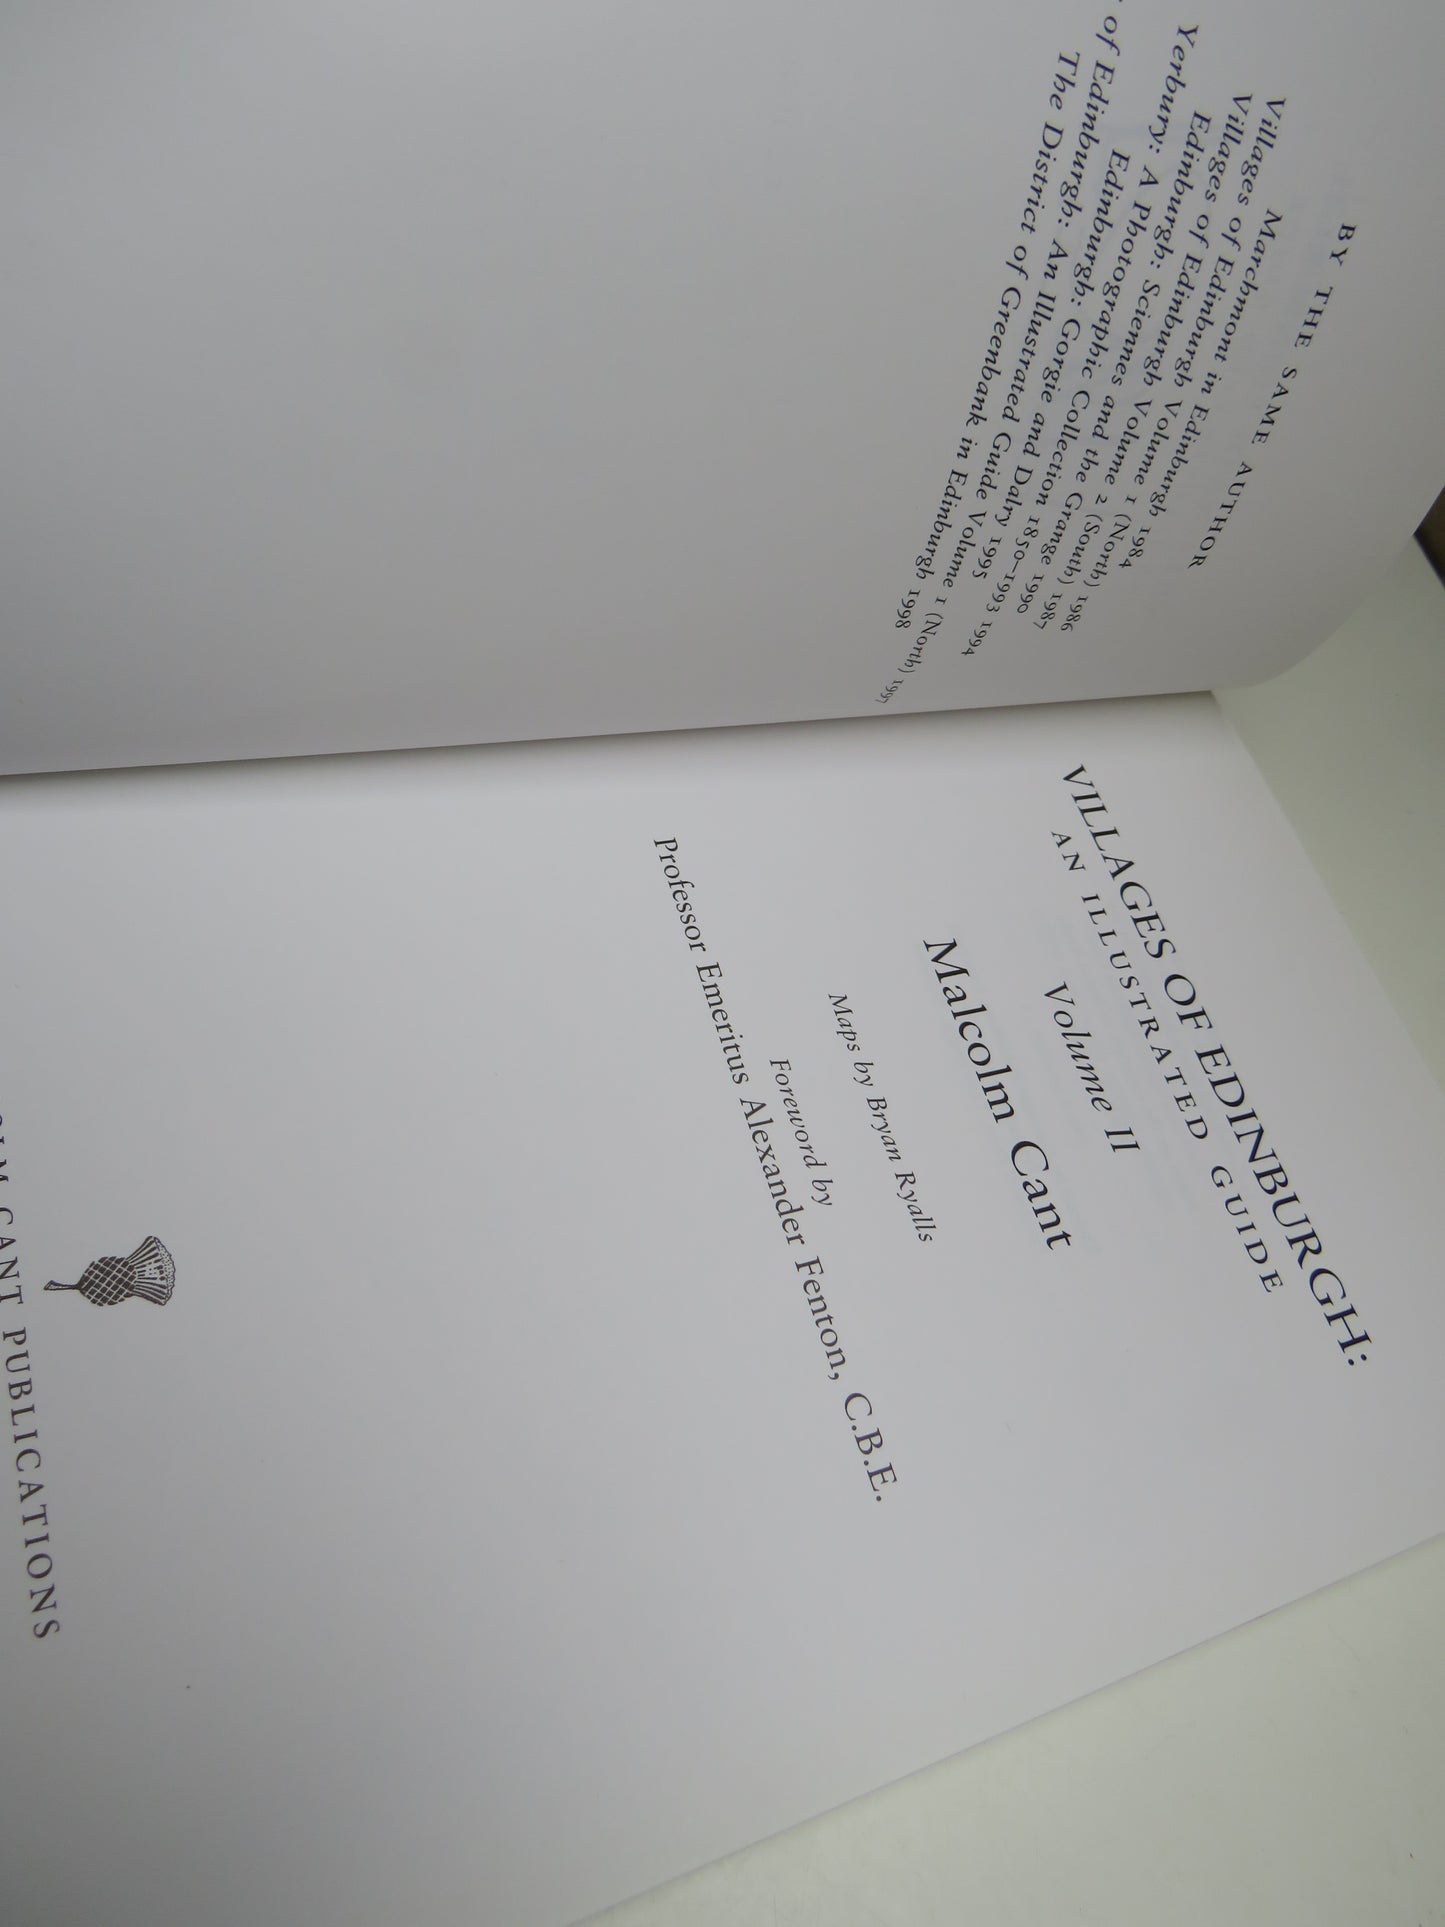 BY THE SAME AUTHOR
Marchmont in Edinburgh 1984
Villages of Edinburgh Volume 1 (North) 1986
Villages of Edinburgh Volume 2 (South) 1987
Edinburgh: Sciennes and the Grange 1990
Yerbury: A Photographic Collection 1850–1993 1994
Edinburgh: Gorgie and Dalry 1995
of Edinburgh: An Illustrated Guide Volume 1 (North) 1997
The District of Greenbank in Edinburgh 1998
VILLAGES OF EDINBURGH:
AN ILLUSTRATED GUIDE
Volume II
Malcolm Cant
Maps by Bryan Ryalls
Foreword by
Professor Emeritus Alexander Fenton, C.B.E.
CANT PUBLICATIONS